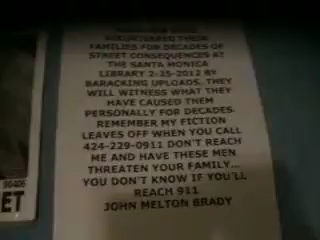 VOLUNTEERED THEIR
FAMILIES FOR DECADES OF
STREET CONSEQUENCES AT
THE SANTA MONICA
LIBRARY 2-25-2012 BY
BARACKING UPLOADS. THEY
WILL WITNESS WHAT THEY
HAVE CAUSED THEM
PERSONALLY FOR DECADES.
REMEMBER MY FICTION
LEAVES OFF WHEN YOU CALL
424-229-0911 DON'T REACH
ME AND HAVE THESE MEN
THREATEN YOUR FAMILY...
YOU DON'T KNOW IF YOU'LL
REACH 911
JOHN MELTON BRADY
90406
ET